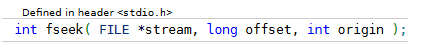 Defined in header <stdio.h>
int fseek( FILE *stream, long offset, int origin );